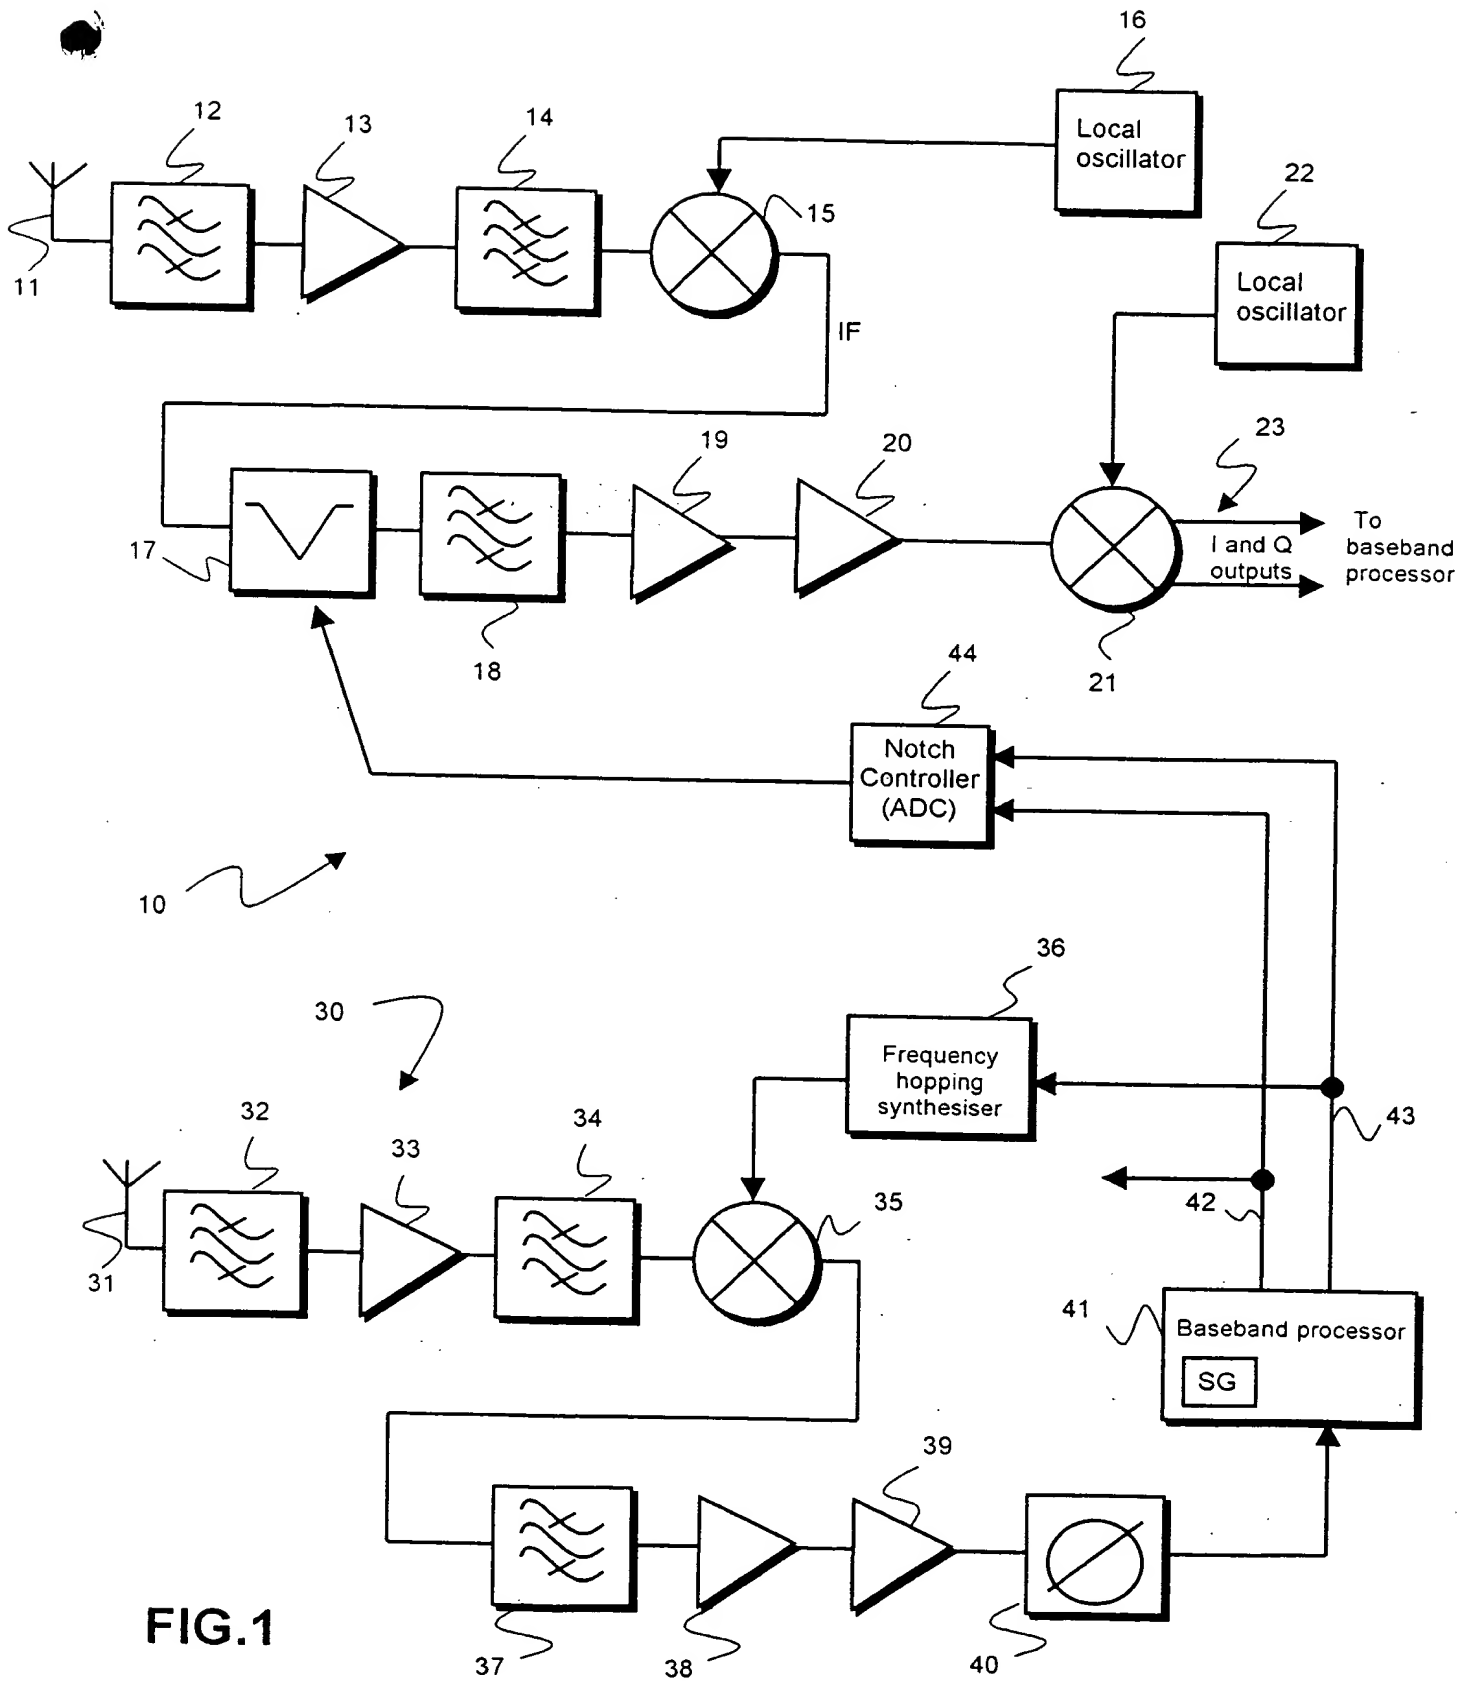 16
12
13
14
Local
oscillator
22
15
11
Local
oscillator
IF
19
20
23
To
baseband
processor
I and Q
outputs
17
18
21
44
Notch
Controller
(ADC)
10
36
30
Frequency
hopping
synthesiser
32
33
34
43
35
42
31
41
Baseband processor
SG
39
37
38
40
FIG.1